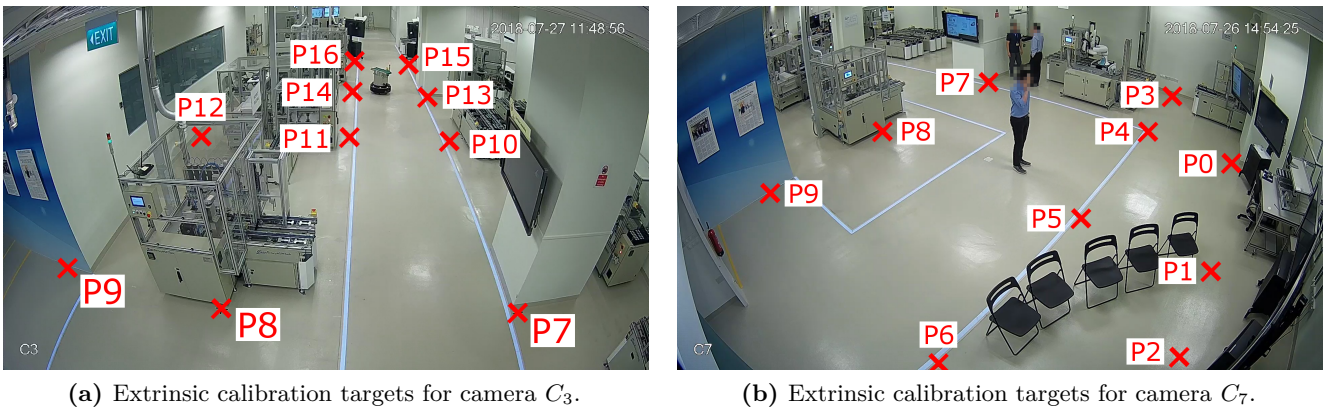 EXIT
2018-07-27 11:48:56
P16
P15
P14
P13
P12
P11
P10
P9
P8
P7
C3
2018-07-26 14:54:25
P7
P3
P8
P4
P0
P9
P5
P1
P6
P2
C7
(a) Extrinsic calibration targets for camera C3.
(b) Extrinsic calibration targets for camera C7.